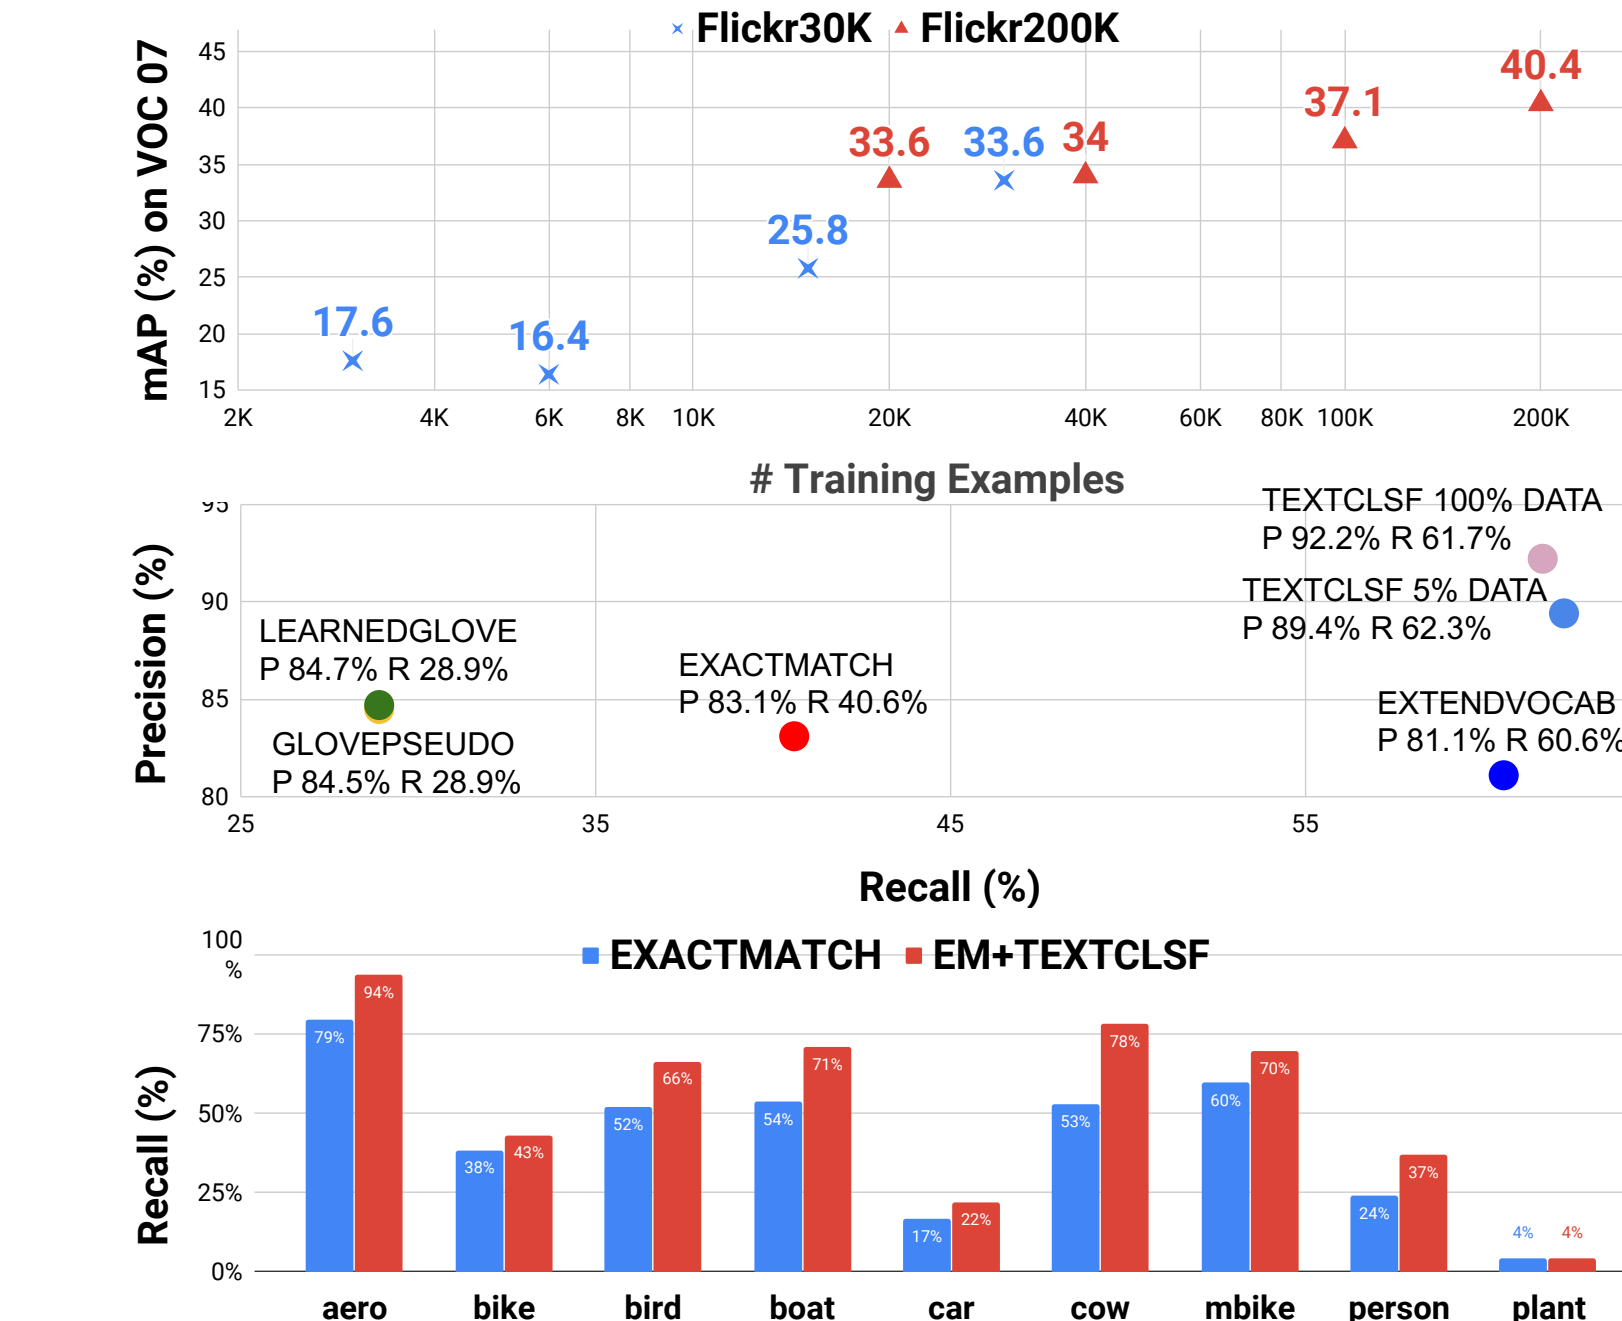 Flickr30K Flickr200K
mAP (%) on VOC 07
45
40
35
30
25
20
15
17.6
16.4
25.8
33.6
33.6
34
37.1
40.4
2K 4K 6K 8K 10K 20K 40K 60K 80K 100K 200K
# Training Examples
Precision (%)
95
90
85
80
TEXTCLSF 100% DATA
P 92.2% R 61.7%
TEXTCLSF 5% DATA
P 89.4% R 62.3%
LEARNEDGLOVE
P 84.7% R 28.9%
EXACTMATCH
P 83.1% R 40.6%
GLOVEPSEUDO
P 84.5% R 28.9%
EXTENDVOCAB
P 81.1% R 60.6%
25 35 45 55
Recall (%)
EXACTMATCH EM+TEXTCLSF
Recall (%)
100
%
75%
50%
25%
0%
79% 94%
38% 43%
52% 66%
54% 71%
17% 22%
53% 78%
60% 70%
24% 37%
4% 4%
aero bike bird boat car cow mbike person plant